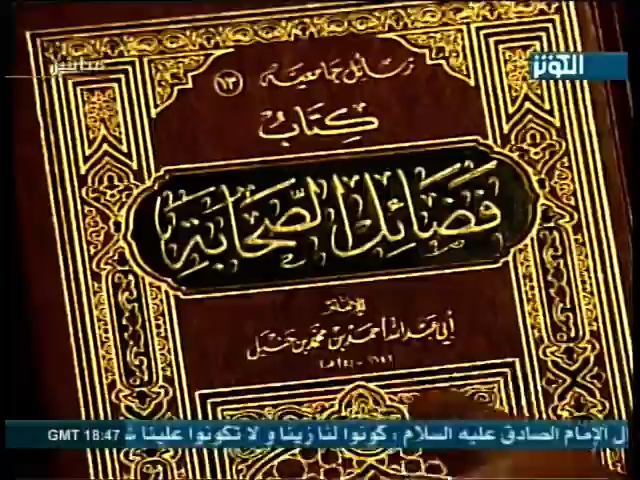 مباشر
الكوثر
رسائل جامعية ١٣
كتاب
فضائل الصحابة
للإمام
أبي عبد الله أحمد بن محمد بن حنبل
ل الإمام الصادق عليه السلام : كونوا لنا زينا و لا تكونوا علينا ش
GMT 18:47